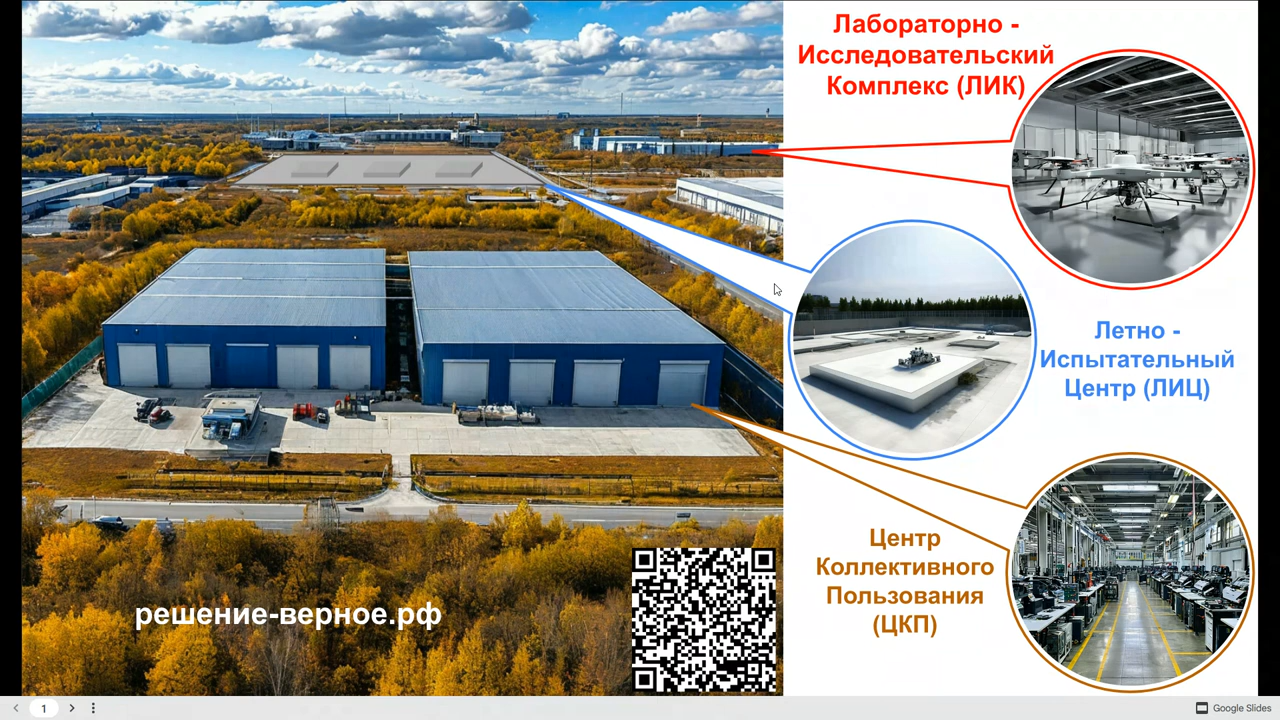 Лабораторно -
Исследовательский
Комплекс (ЛИК)
Летно -
Испытательный
Центр (ЛИЦ)
Центр
Коллективного
Пользования
(ЦКП)
решение-верное.рф
1
Google Slides